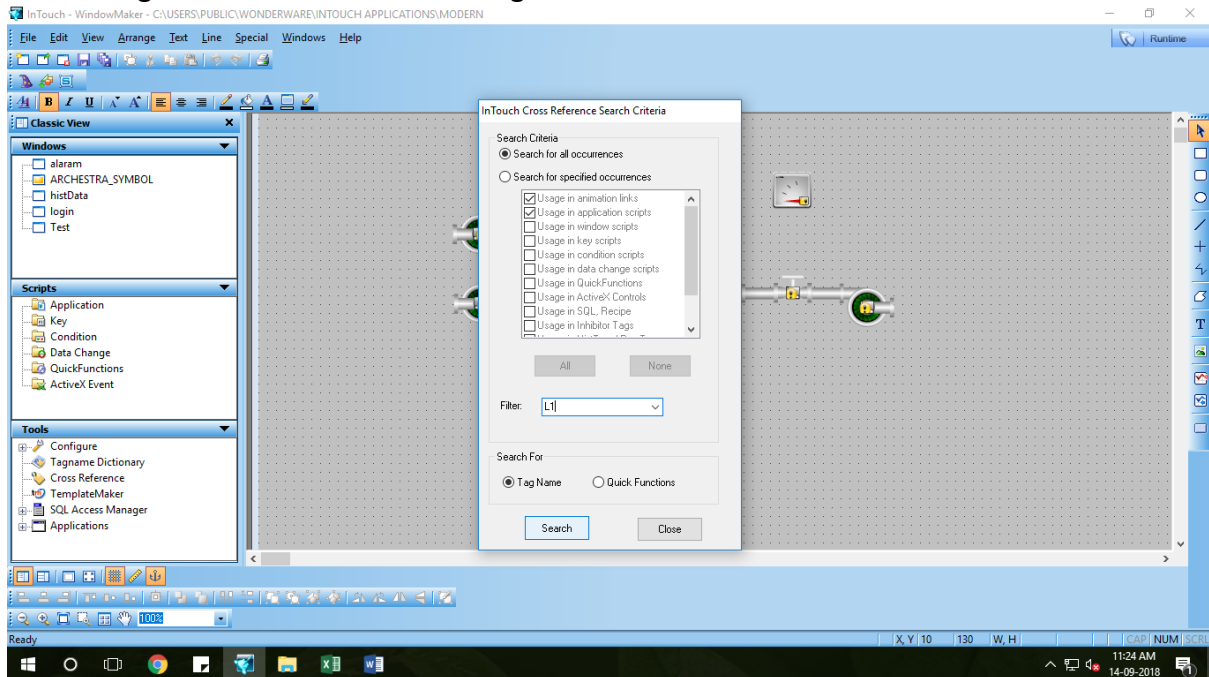 InTouch - WindowMaker - C:\USERS\PUBLIC\WONDERWARE\INTOUCH APPLICATIONS\MODERN
File Edit View Arrange Text Line Special Windows Help
Runtime
Classic View
Windows
alaram
ARCHESTRA_SYMBOL
histData
login
Test
Scripts
Application
Key
Condition
Data Change
QuickFunctions
ActiveX Event
Tools
Configure
Tagname Dictionary
Cross Reference
TemplateMaker
SQL Access Manager
Applications
InTouch Cross Reference Search Criteria
Search Criteria
Search for all occurrences
Search for specified occurrences
Usage in animation links
Usage in application scripts
Usage in window scripts
Usage in key scripts
Usage in condition scripts
Usage in data change scripts
Usage in QuickFunctions
Usage in ActiveX Controls
Usage in SQL, Recipe
Usage in Inhibitor Tags
All None
Filter: L1
Search For
Tag Name Quick Functions
Search Close
100%
Ready X, Y 10 130 W, H CAP NUM SCRL
11:24 AM
14-09-2018